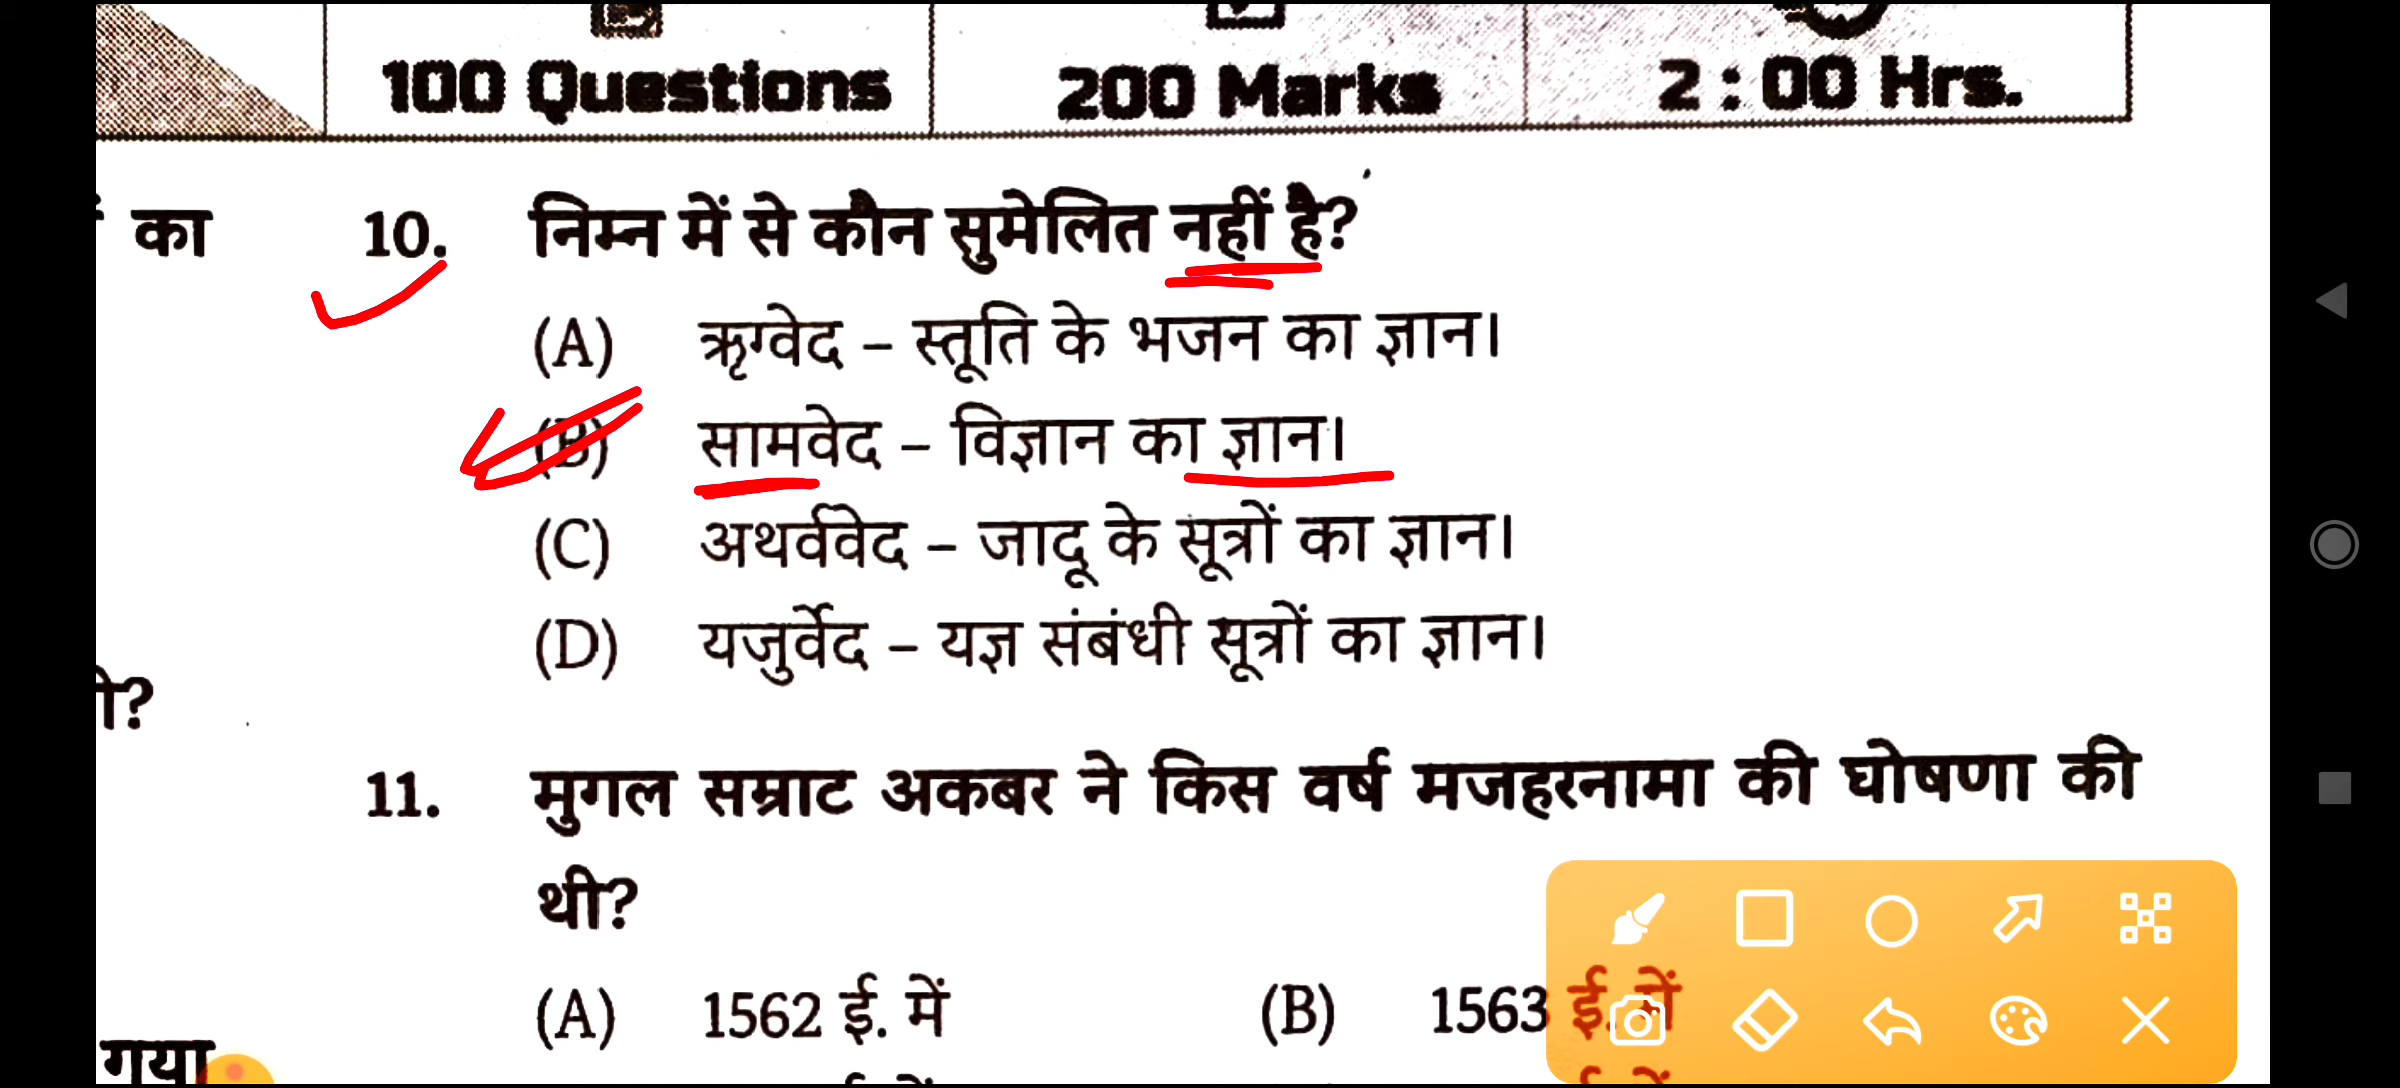 100 Questions
200 Marks
2 : 00 Hrs.
का
10. निम्न में से कौन सुमेलित नहीं है?
(A) ऋग्वेद – स्तूति के भजन का ज्ञान।
(B) सामवेद – विज्ञान का ज्ञान।
(C) अथर्ववेद – जादू के सूत्रों का ज्ञान।
(D) यजुर्वेद – यज्ञ संबंधी सूत्रों का ज्ञान।
11. मुगल सम्राट अकबर ने किस वर्ष मजहरनामा की घोषणा की
थी?
(A) 1562 ई. में (B) 1563 ई. में
गया